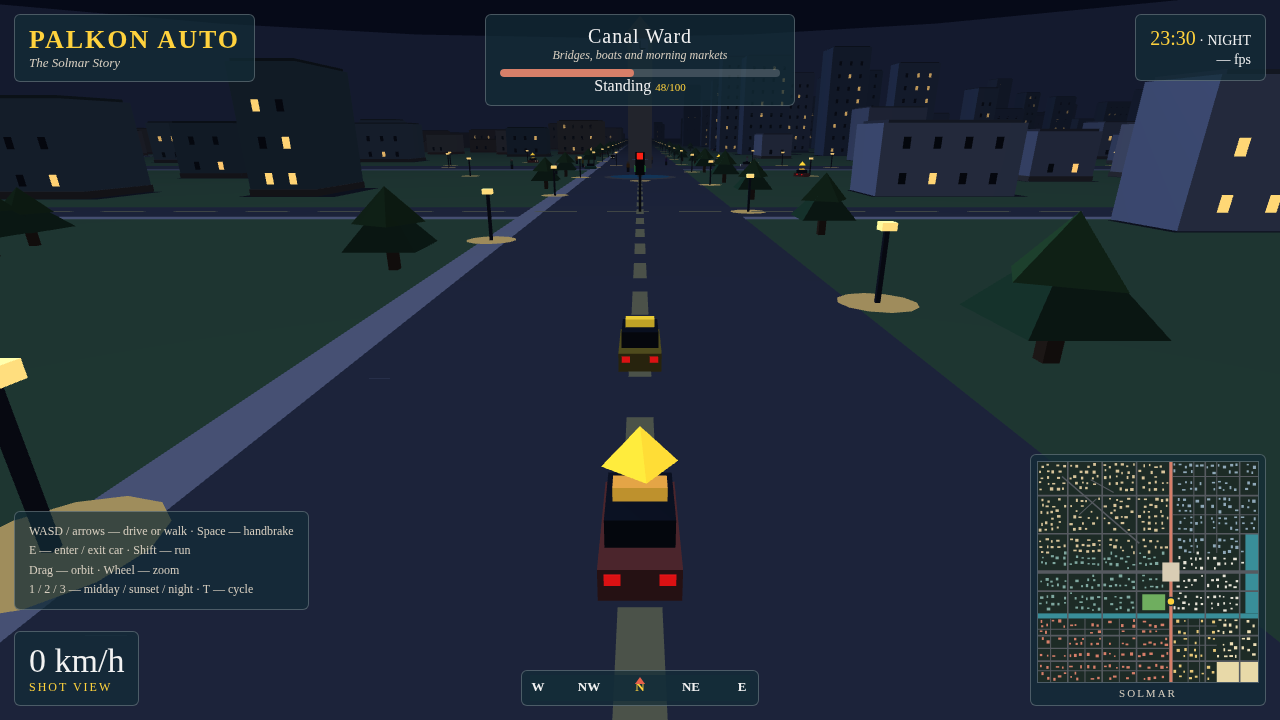 PALKON AUTO
The Solmar Story
Canal Ward
Bridges, boats and morning markets
Standing 48/100
23:30 · NIGHT
— fps
WASD / arrows — drive or walk · Space — handbrake
E — enter / exit car · Shift — run
Drag — orbit · Wheel — zoom
1 / 2 / 3 — midday / sunset / night · T — cycle
0 km/h
SHOT VIEW
W NW N NE E
SOLMAR